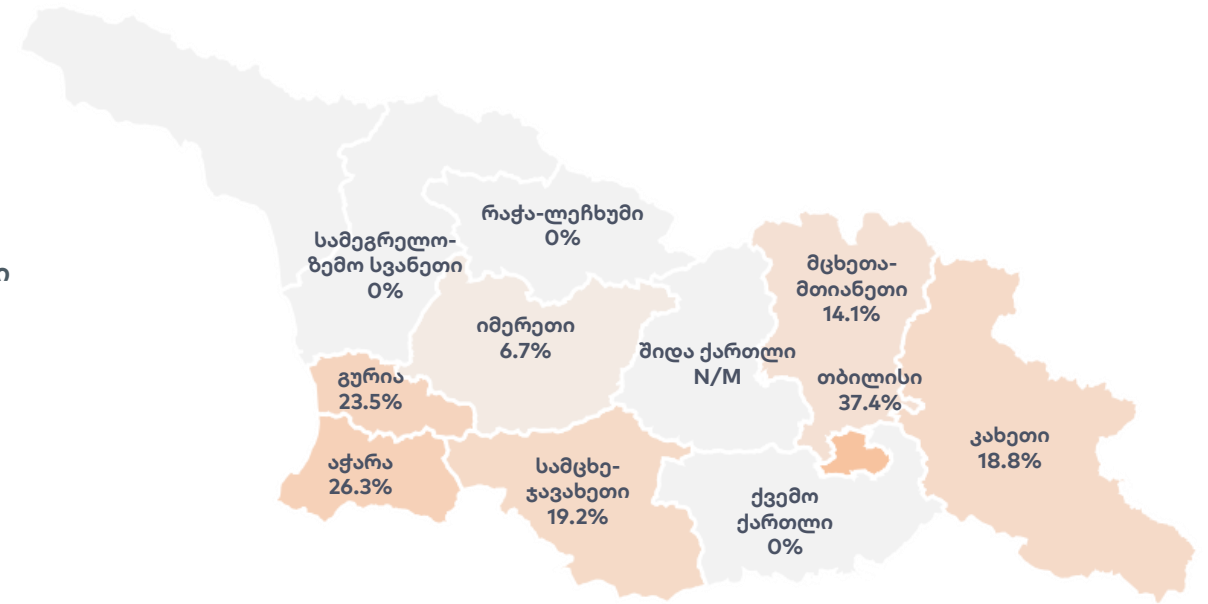 რაჭა-ლეჩხუმი
0%
სამეგრელო-
ზემო სვანეთი
0%
მცხეთა-
მთიანეთი
14.1%
ი
იმერეთი
6.7%
შიდა ქართლი
N/M
გურია
23.5%
თბილისი
37.4%
კახეთი
18.8%
აჭარა
26.3%
სამცხე-
ჯავახეთი
19.2%
ქვემო
ქართლი
0%